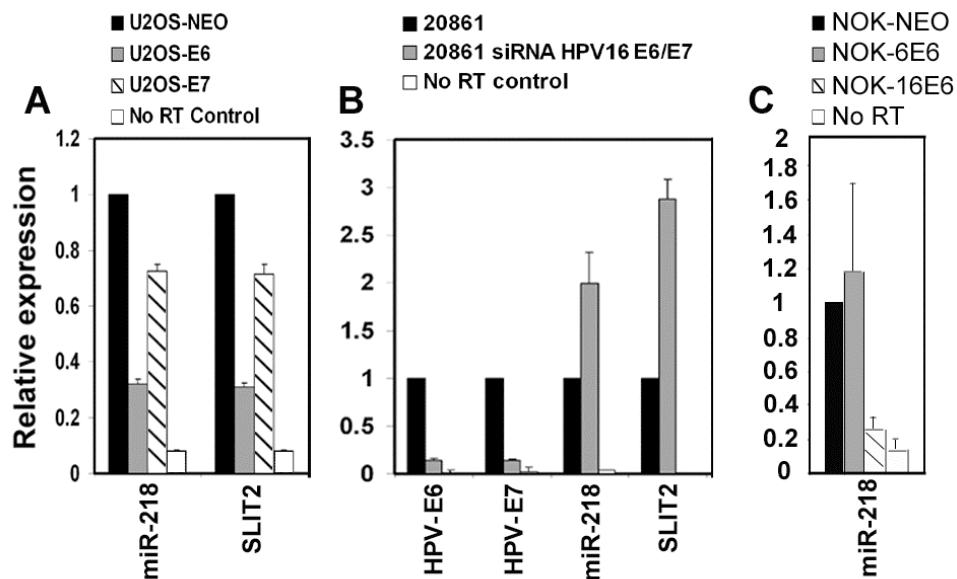 U2OS-NEO
U2OS-E6
U2OS-E7
No RT Control
A
1.2
1
0.8
0.6
0.4
0.2
0
Relative expression
miR-218
SLIT2
20861
20861 siRNA HPV16 E6/E7
No RT control
B
3.5
3
2.5
2
1.5
1
0.5
0
HPV-E6
HPV-E7
miR-218
SLIT2
NOK-NEO
NOK-6E6
NOK-16E6
No RT
C
2
1.8
1.6
1.4
1.2
1
0.8
0.6
0.4
0.2
0
miR-218